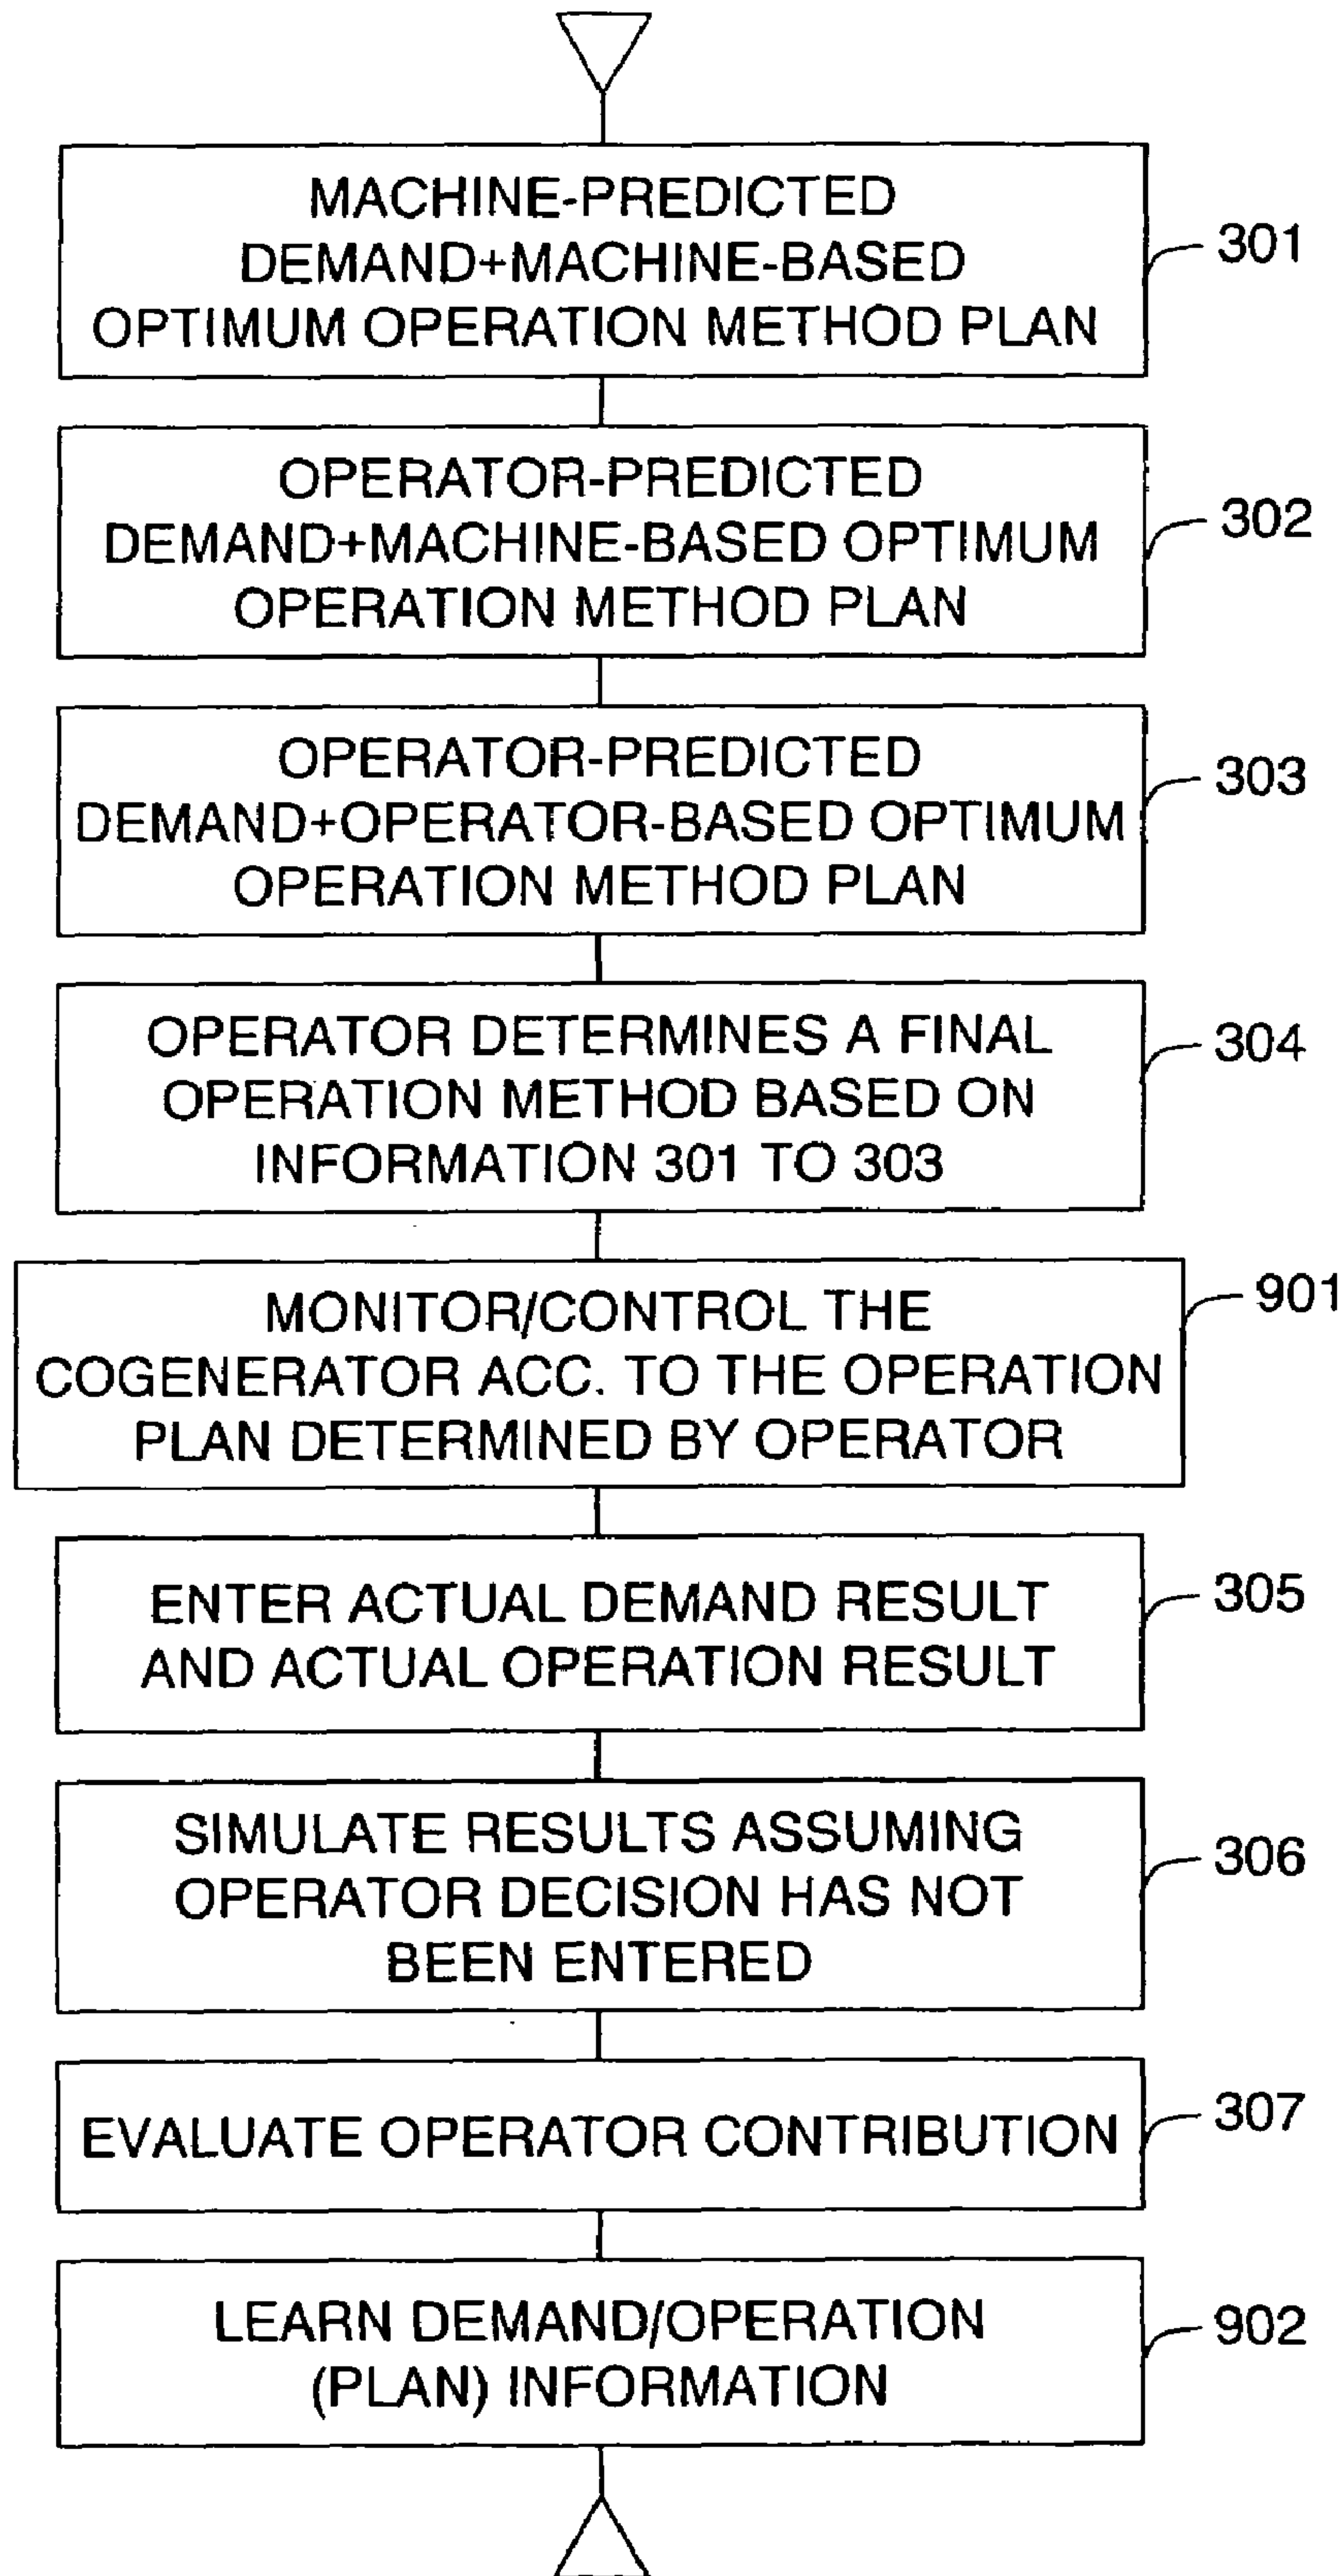 MACHINE-PREDICTED
DEMAND+MACHINE-BASED
OPTIMUM OPERATION METHOD PLAN
301
OPERATOR-PREDICTED
DEMAND+MACHINE-BASED OPTIMUM
OPERATION METHOD PLAN
302
OPERATOR-PREDICTED
DEMAND+OPERATOR-BASED OPTIMUM
OPERATION METHOD PLAN
303
OPERATOR DETERMINES A FINAL
OPERATION METHOD BASED ON
INFORMATION 301 TO 303
304
MONITOR/CONTROL THE
COGENERATOR ACC. TO THE OPERATION
PLAN DETERMINED BY OPERATOR
901
ENTER ACTUAL DEMAND RESULT
AND ACTUAL OPERATION RESULT
305
SIMULATE RESULTS ASSUMING
OPERATOR DECISION HAS NOT
BEEN ENTERED
306
EVALUATE OPERATOR CONTRIBUTION
307
LEARN DEMAND/OPERATION
(PLAN) INFORMATION
902